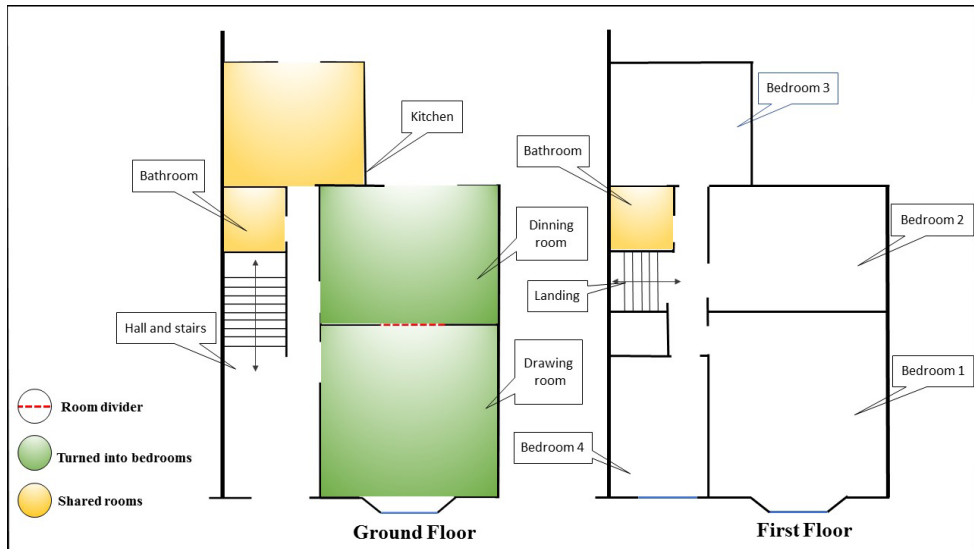 Kitchen
Bathroom
Dinning
room
Hall and stairs
Drawing
room
Room divider
Turned into bedrooms
Shared rooms
Ground Floor
Bedroom 3
Bathroom
Bedroom 2
Landing
Bedroom 1
Bedroom 4
First Floor